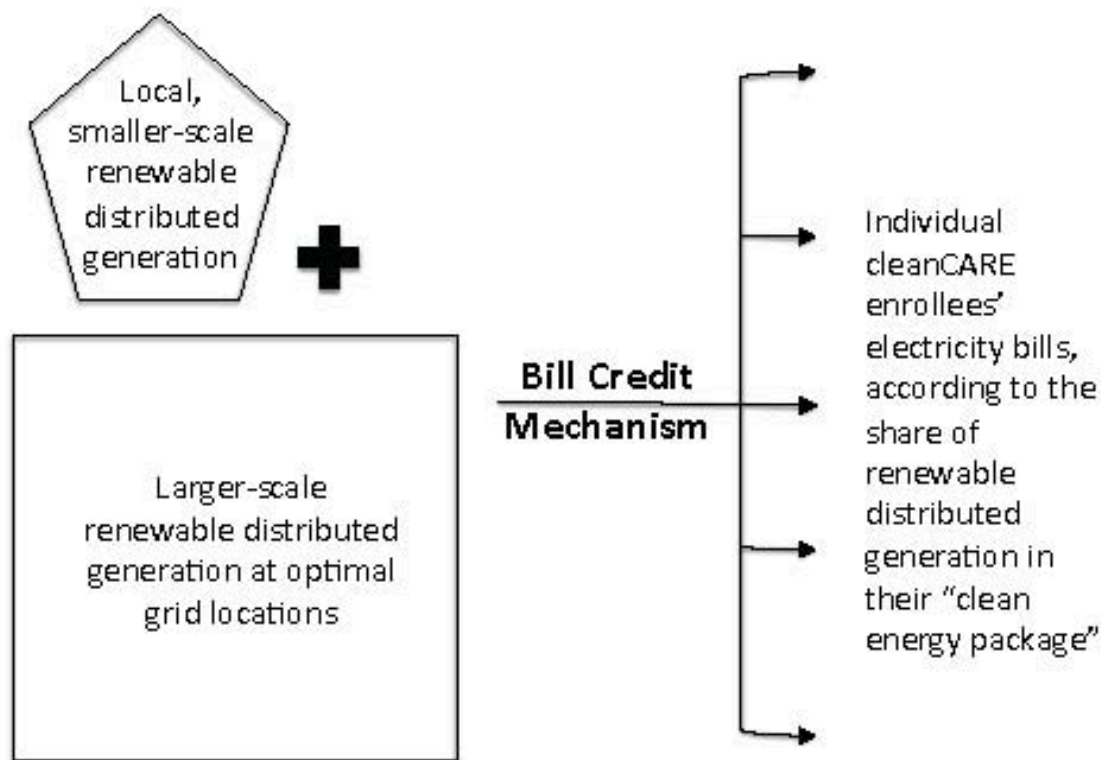 Local,
smaller-scale
renewable
distributed
generation
Larger-scale
renewable distributed
generation at optimal
grid locations
Bill Credit
Mechanism
Individual
cleanCARE
enrollees’
electricity bills,
according to the
share of
renewable
distributed
generation in
their “clean
energy package”